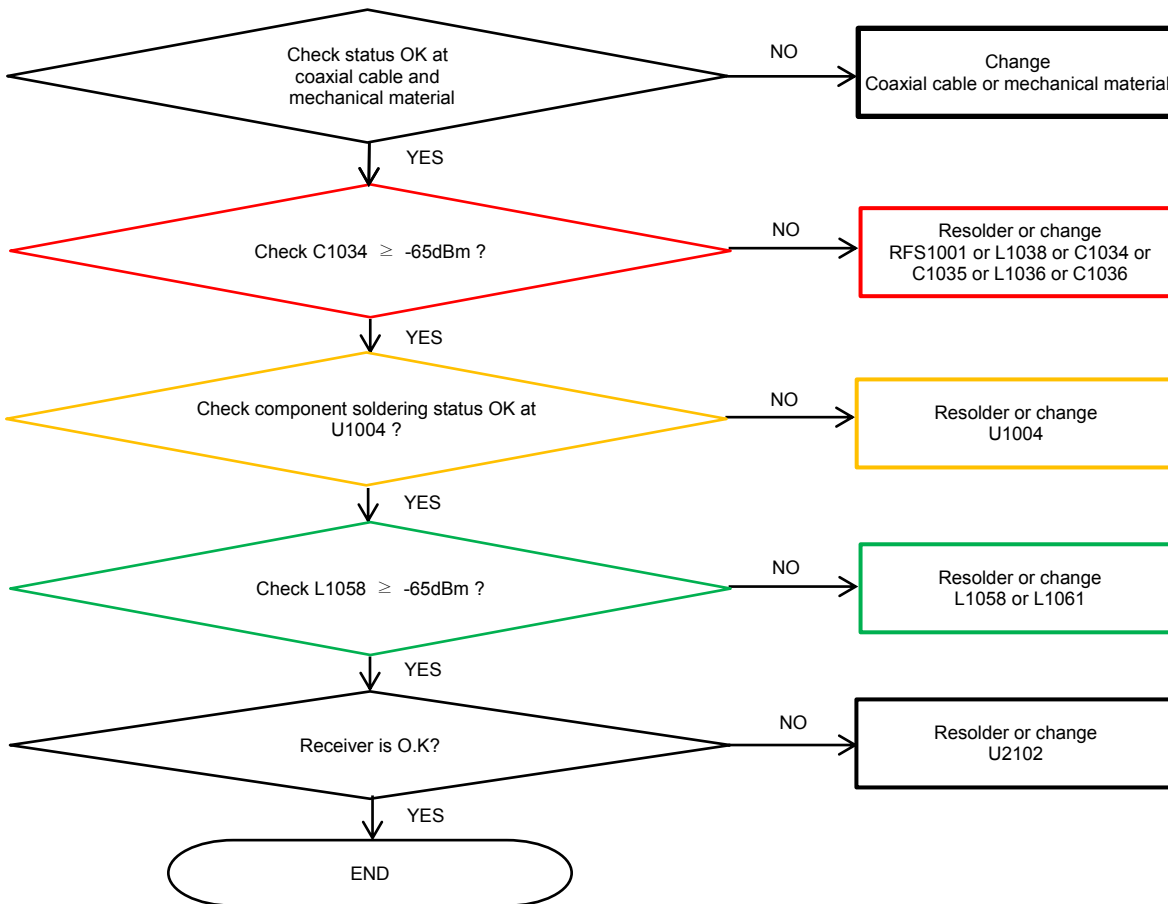 Check status OK at
coaxial cable and
mechanical material
NO
Change
Coaxial cable or mechanical material
YES
Check C1034 ≥ -65dBm ?
NO
Resolder or change
RFS1001 or L1038 or C1034 or
C1035 or L1036 or C1036
YES
Check component soldering status OK at
U1004 ?
NO
Resolder or change
U1004
YES
Check L1058 ≥ -65dBm ?
NO
Resolder or change
L1058 or L1061
YES
Receiver is O.K?
NO
Resolder or change
U2102
YES
END